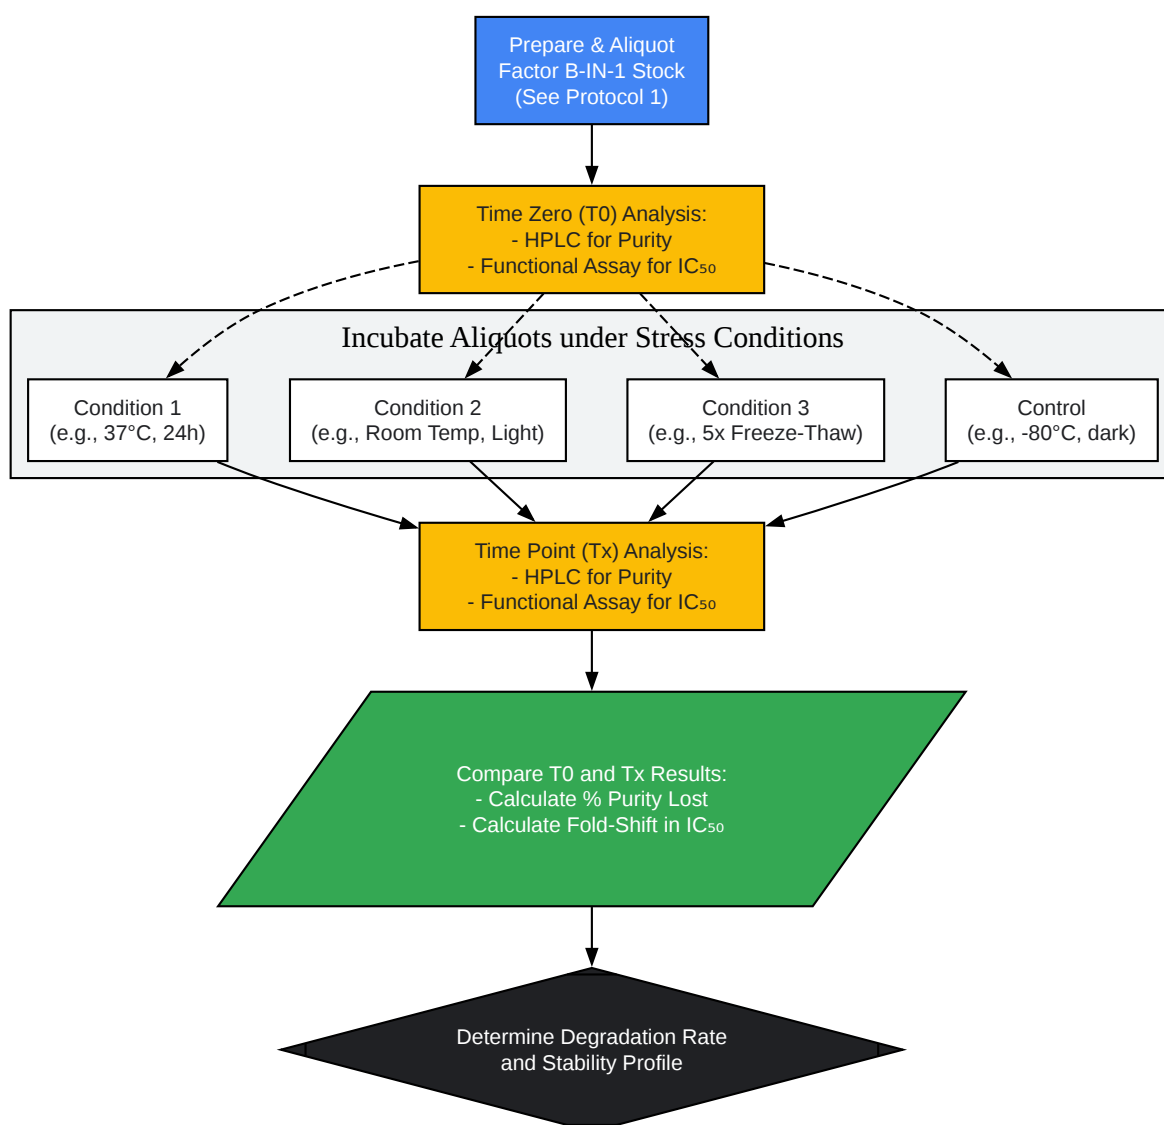 Prepare & Aliquot
Factor B-IN-1 Stock
(See Protocol 1)
Time Zero (T0) Analysis:
- HPLC for Purity
- Functional Assay for IC₅₀
Incubate Aliquots under Stress Conditions
Condition 1
(e.g., 37°C, 24h)
Condition 2
(e.g., Room Temp, Light)
Condition 3
(e.g., 5x Freeze-Thaw)
Control
(e.g., -80°C, dark)
Time Point (Tx) Analysis:
- HPLC for Purity
- Functional Assay for IC₅₀
Compare T0 and Tx Results:
- Calculate % Purity Lost
- Calculate Fold-Shift in IC₅₀
Determine Degradation Rate
and Stability Profile